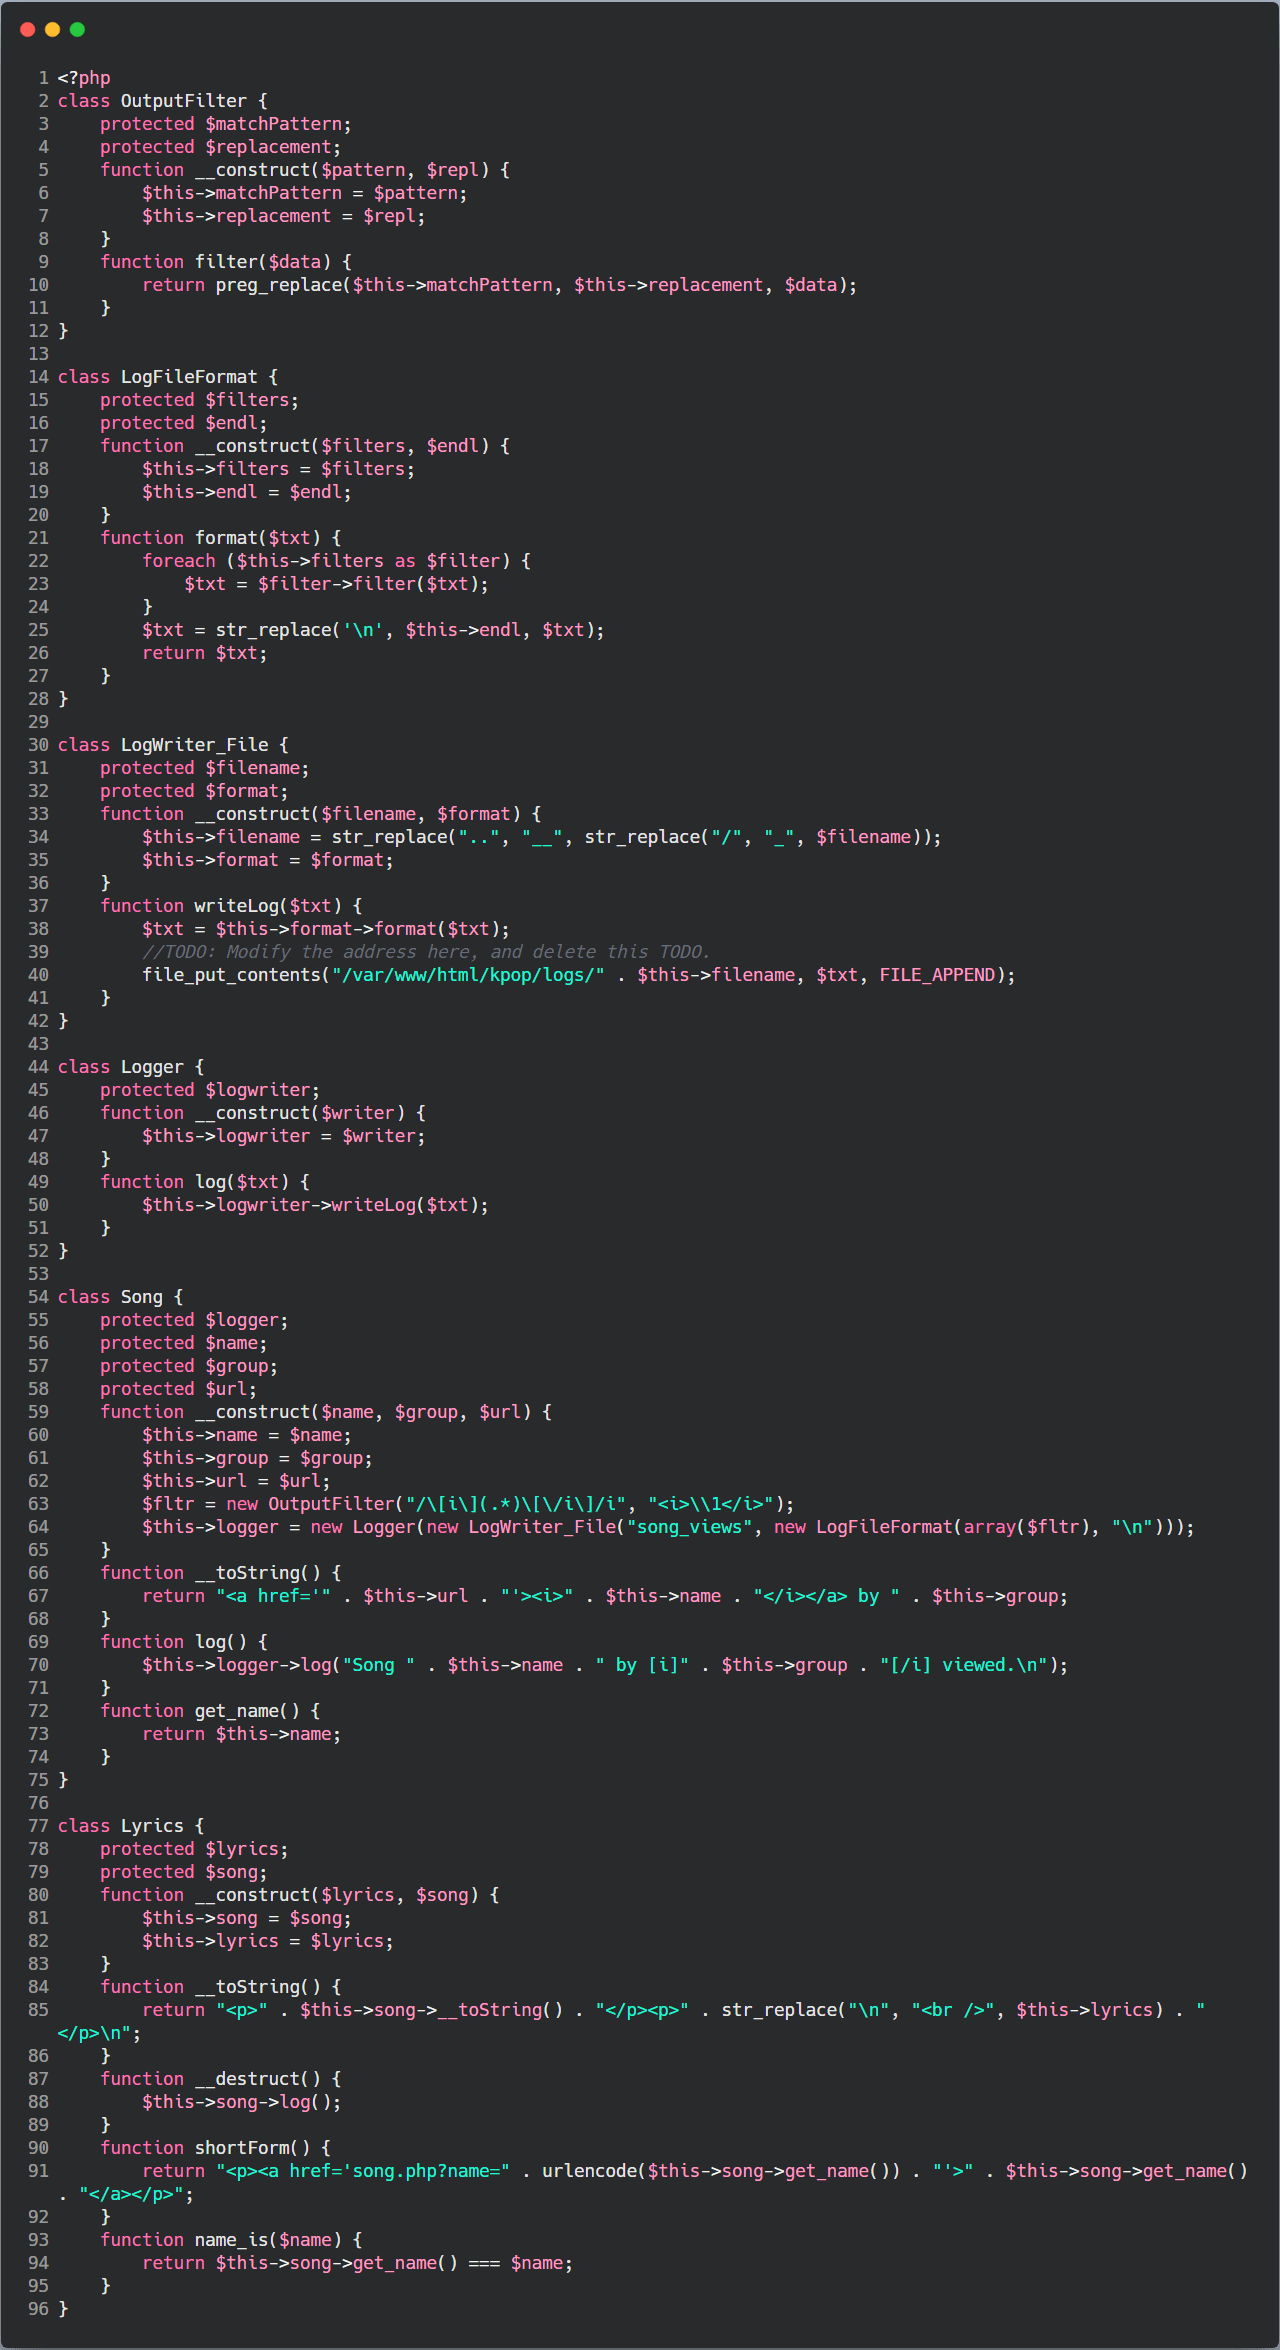 1 <?php
2 class OutputFilter {
3     protected $matchPattern;
4     protected $replacement;
5     function __construct($pattern, $repl) {
6         $this->matchPattern = $pattern;
7         $this->replacement = $repl;
8     }
9     function filter($data) {
10         return preg_replace($this->matchPattern, $this->replacement, $data);
11     }
12 }
13
14 class LogFileFormat {
15     protected $filters;
16     protected $endl;
17     function __construct($filters, $endl) {
18         $this->filters = $filters;
19         $this->endl = $endl;
20     }
21     function format($txt) {
22         foreach ($this->filters as $filter) {
23             $txt = $filter->filter($txt);
24         }
25         $txt = str_replace('\n', $this->endl, $txt);
26         return $txt;
27     }
28 }
29
30 class LogWriter_File {
31     protected $filename;
32     protected $format;
33     function __construct($filename, $format) {
34         $this->filename = str_replace("..", "__", str_replace("/", "_", $filename));
35         $this->format = $format;
36     }
37     function writeLog($txt) {
38         $txt = $this->format->format($txt);
39         //TODO: Modify the address here, and delete this TODO.
40         file_put_contents("/var/www/html/kpop/logs/" . $this->filename, $txt, FILE_APPEND);
41     }
42 }
43
44 class Logger {
45     protected $logwriter;
46     function __construct($writer) {
47         $this->logwriter = $writer;
48     }
49     function log($txt) {
50         $this->logwriter->writeLog($txt);
51     }
52 }
53
54 class Song {
55     protected $logger;
56     protected $name;
57     protected $group;
58     protected $url;
59     function __construct($name, $group, $url) {
60         $this->name = $name;
61         $this->group = $group;
62         $this->url = $url;
63         $fltr = new OutputFilter("/\[i\](.*)\[\/i\]/i", "<i>\\1</i>");
64         $this->logger = new Logger(new LogWriter_File("song_views", new LogFileFormat(array($fltr), "\n")));
65     }
66     function __toString() {
67         return "<a href='" . $this->url . "'><i>" . $this->name . "</i></a> by " . $this->group;
68     }
69     function log() {
70         $this->logger->log("Song " . $this->name . " by [i]" . $this->group . "[/i] viewed.\n");
71     }
72     function get_name() {
73         return $this->name;
74     }
75 }
76
77 class Lyrics {
78     protected $lyrics;
79     protected $song;
80     function __construct($lyrics, $song) {
81         $this->song = $song;
82         $this->lyrics = $lyrics;
83     }
84     function __toString() {
85         return "<p>" . $this->song->__toString() . "</p><p>" . str_replace("\n", "<br />", $this->lyrics) . "
</p>\n";
86     }
87     function __destruct() {
88         $this->song->log();
89     }
90     function shortForm() {
91         return "<p><a href='song.php?name=" . urlencode($this->song->get_name()) . "'>" . $this->song->get_name()
. "</a></p>";
92     }
93     function name_is($name) {
94         return $this->song->get_name() === $name;
95     }
96 }